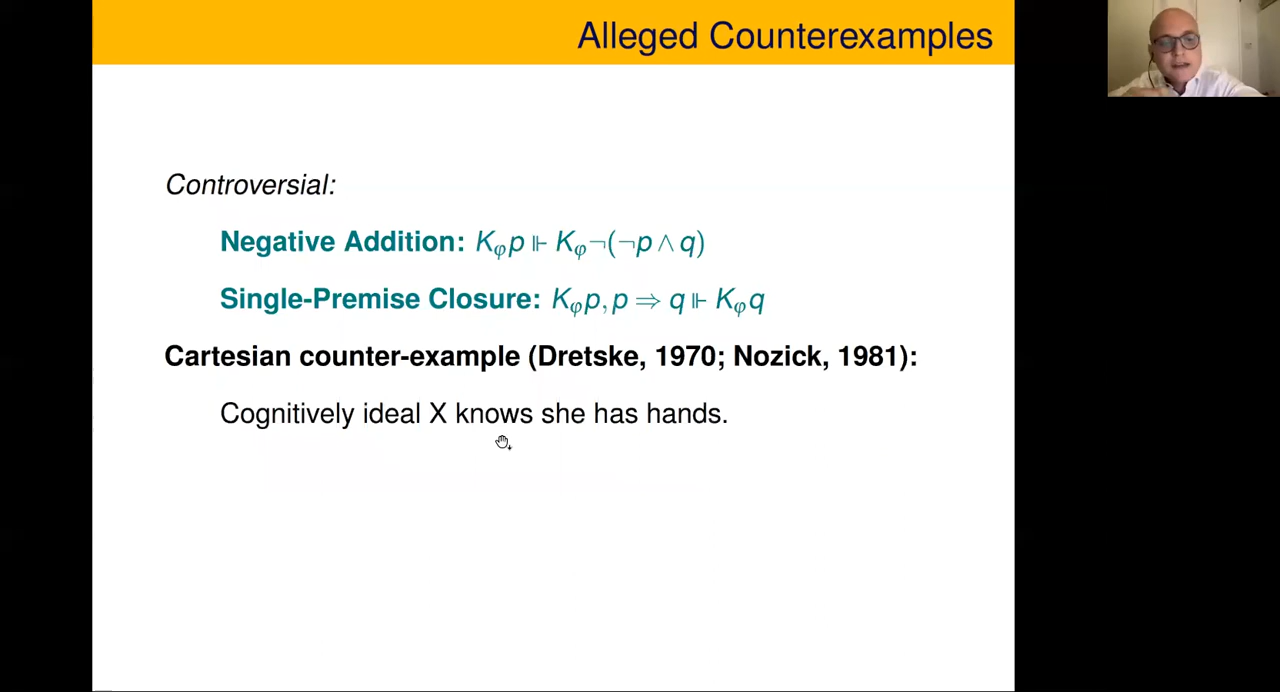 Alleged Counterexamples
Controversial:
Negative Addition: Kφp ⊩ Kφ¬(¬p ∧ q)
Single-Premise Closure: Kφp, p ⇒ q ⊩ Kφq
Cartesian counter-example (Dretske, 1970; Nozick, 1981):
Cognitively ideal X knows she has hands.